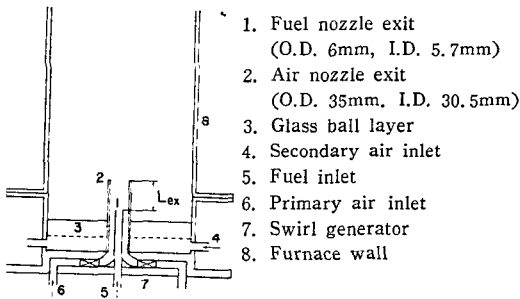 1. Fuel nozzle exit
(O.D. 6mm, I.D. 5.7mm)
2. Air nozzle exit
(O.D. 35mm. I.D. 30.5mm)
3. Glass ball layer
4. Secondary air inlet
5. Fuel inlet
6. Primary air inlet
7. Swirl generator
8. Furnace wall
8
2
1
Lex
3
4
6
5
7